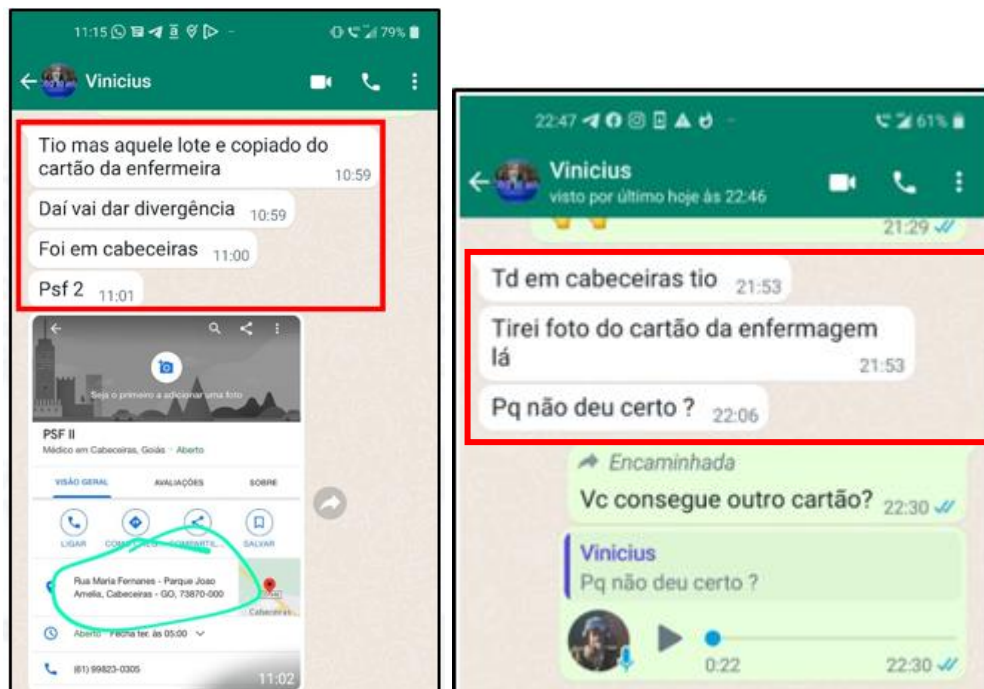 11:15
79%
Vinicius
Tio mas aquele lote e copiado do
cartão da enfermeira
10:59
Daí vai dar divergência 10:59
Foi em cabeceiras 11:00
Psf 2 11:01
Seja o primeiro a adicionar uma foto
PSF II
Médico em Cabeceiras, Goiás · Aberto
VISÃO GERAL AVALIAÇÕES SOBRE
LIGAR COMPARTIL... SALVAR
Rua Maria Fernanes - Parque Joao
Amelia, Cabeceiras - GO, 73870-000
Cabeceiras
Aberto · Fecha ter. às 05:00
(61) 99823-0305
11:02
22:47
61%
Vinicius
visto por último hoje às 22:46
21:29
Td em cabeceiras tio 21:53
Tirei foto do cartão da enfermagem
lá
21:53
Pq não deu certo ? 22:06
Encaminhada
Vc consegue outro cartão? 22:30
Vinicius
Pq não deu certo ?
0:22
22:30